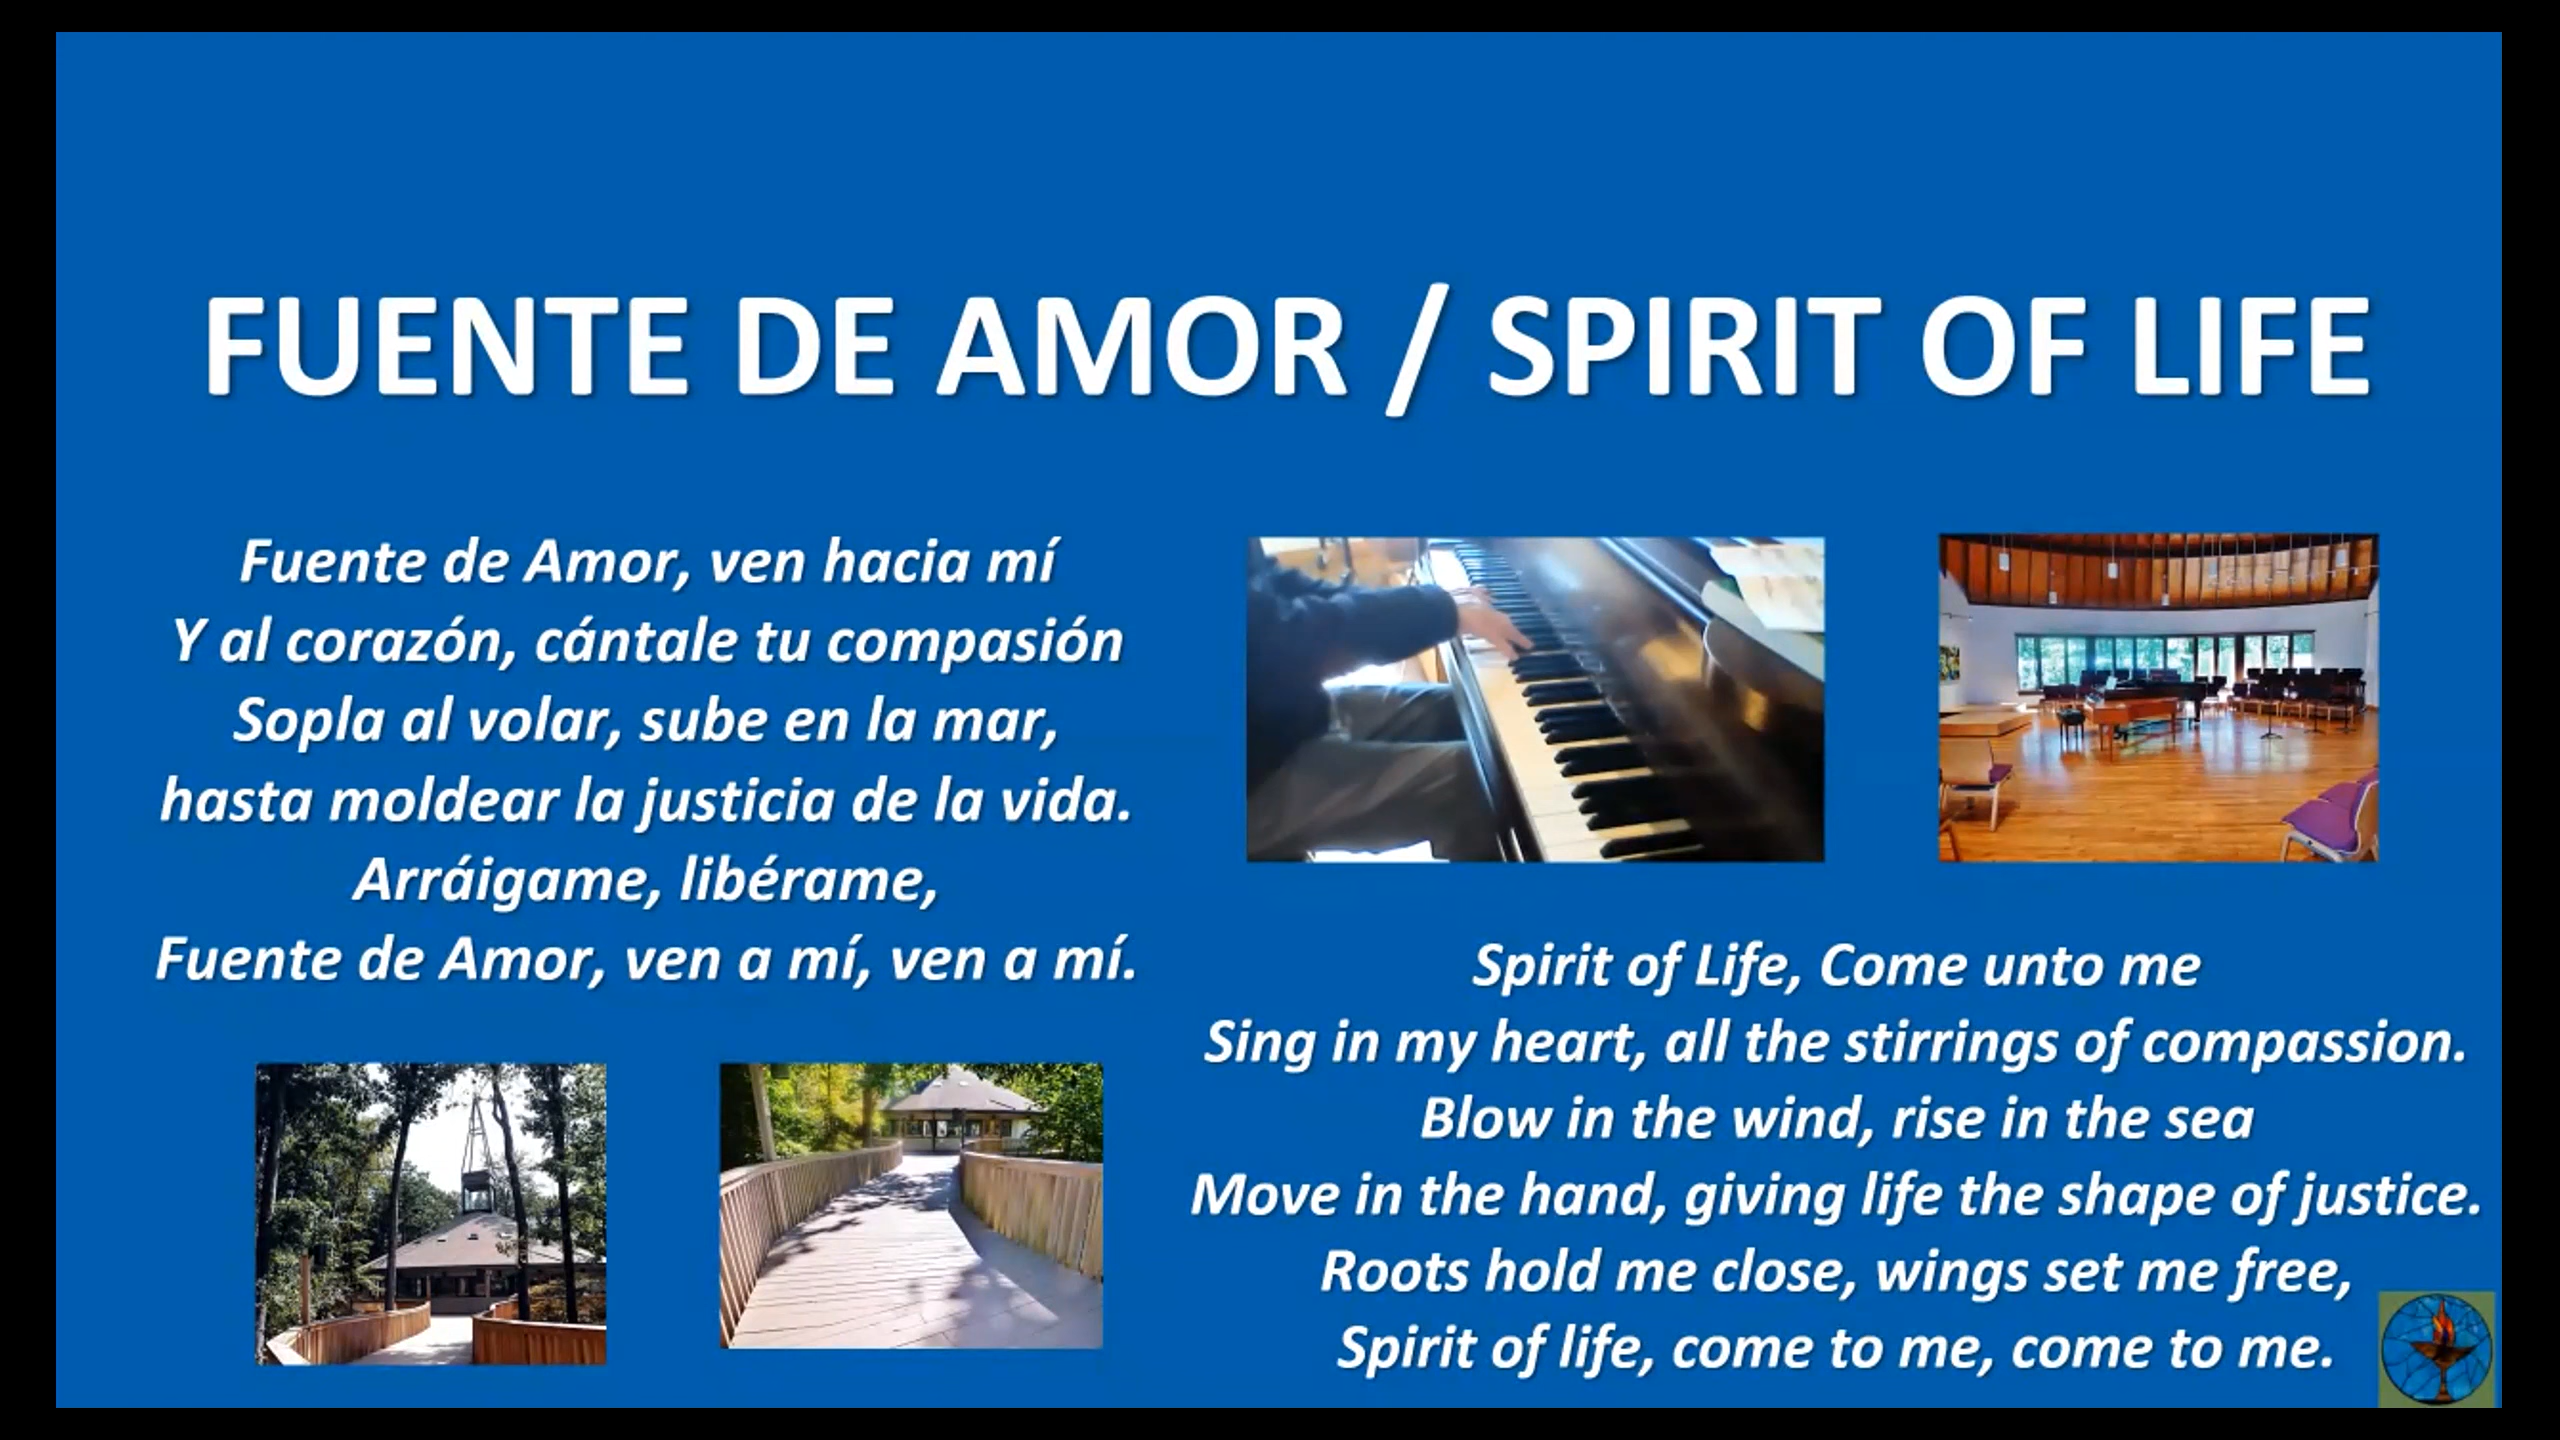 FUENTE DE AMOR / SPIRIT OF LIFE
Fuente de Amor, ven hacia mí
Y al corazón, cántale tu compasión
Sopla al volar, sube en la mar,
hasta moldear la justicia de la vida.
Arráigame, libérame,
Fuente de Amor, ven a mí, ven a mí.
Spirit of Life, Come unto me
Sing in my heart, all the stirrings of compassion.
Blow in the wind, rise in the sea
Move in the hand, giving life the shape of justice.
Roots hold me close, wings set me free,
Spirit of life, come to me, come to me.